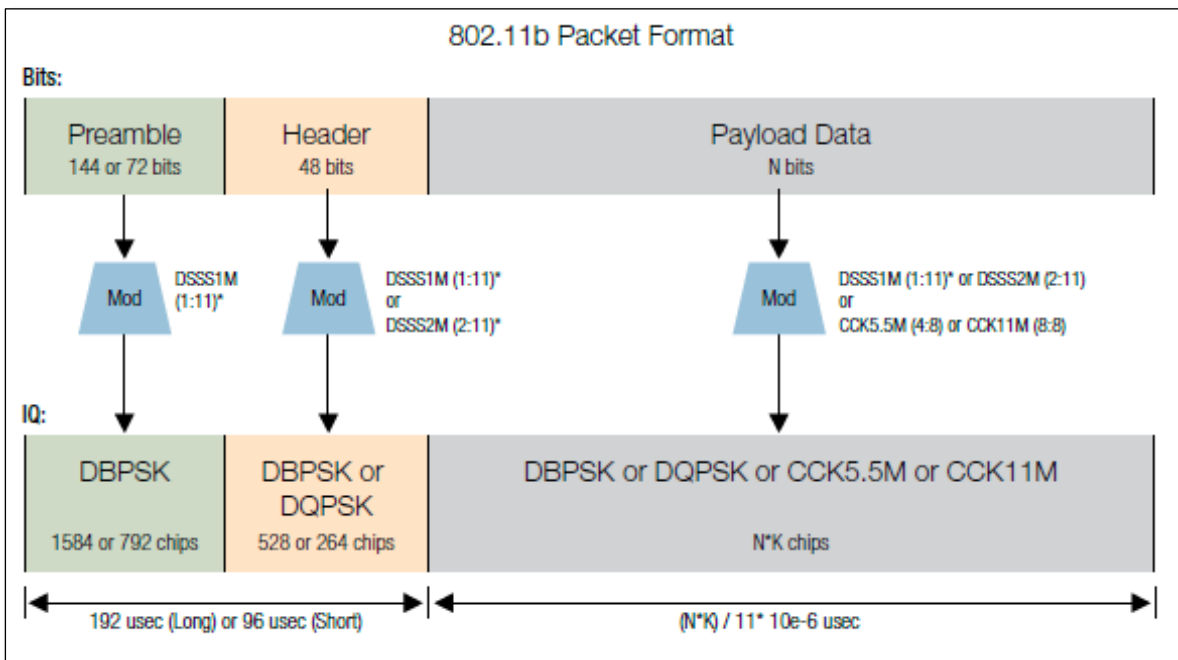 802.11b Packet Format
Bits:
Preamble
144 or 72 bits
Header
48 bits
Payload Data
N bits
Mod
DSSS1M
(1:11)*
Mod
DSSS1M (1:11)*
or
DSSS2M (2:11)*
Mod
DSSS1M (1:11)* or DSSS2M (2:11)
or
CCK5.5M (4:8) or CCK11M (8:8)
IQ:
DBPSK
1584 or 792 chips
DBPSK or
DQPSK
528 or 264 chips
DBPSK or DQPSK or CCK5.5M or CCK11M
N*K chips
192 usec (Long) or 96 usec (Short)
(N*K) / 11* 10e-6 usec